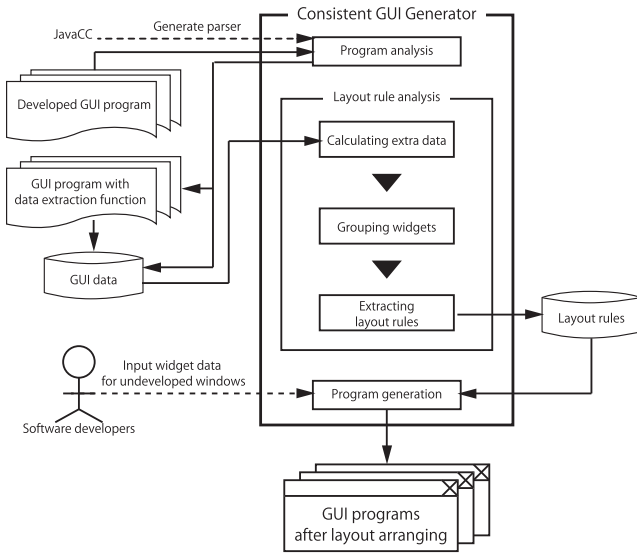 Consistent GUI Generator
JavaCC
Generate parser
Program analysis
Developed GUI program
Layout rule analysis
Calculating extra data
GUI program with
data extraction function
Grouping widgets
GUI data
Extracting
layout rules
Layout rules
Input widget data
for undeveloped windows
Program generation
Software developers
GUI programs
after layout arranging